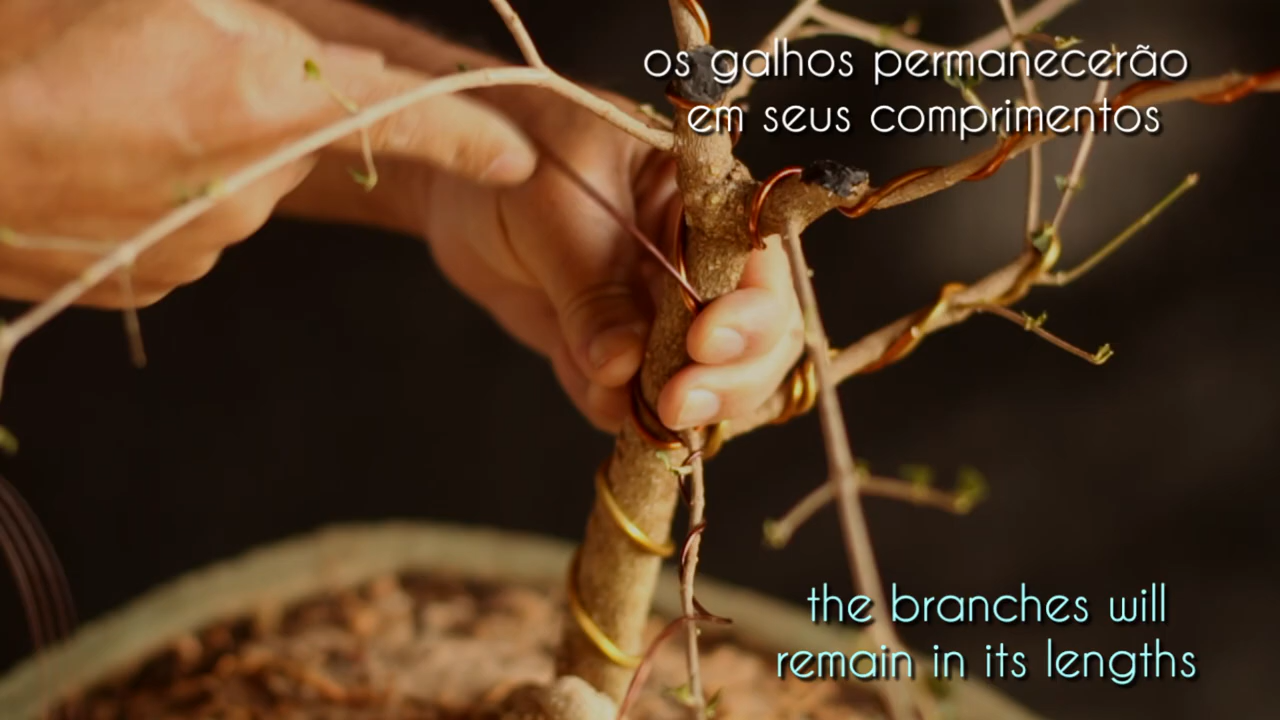 os galhos permanecerão
em seus comprimentos
the branches will
remain in its lengths